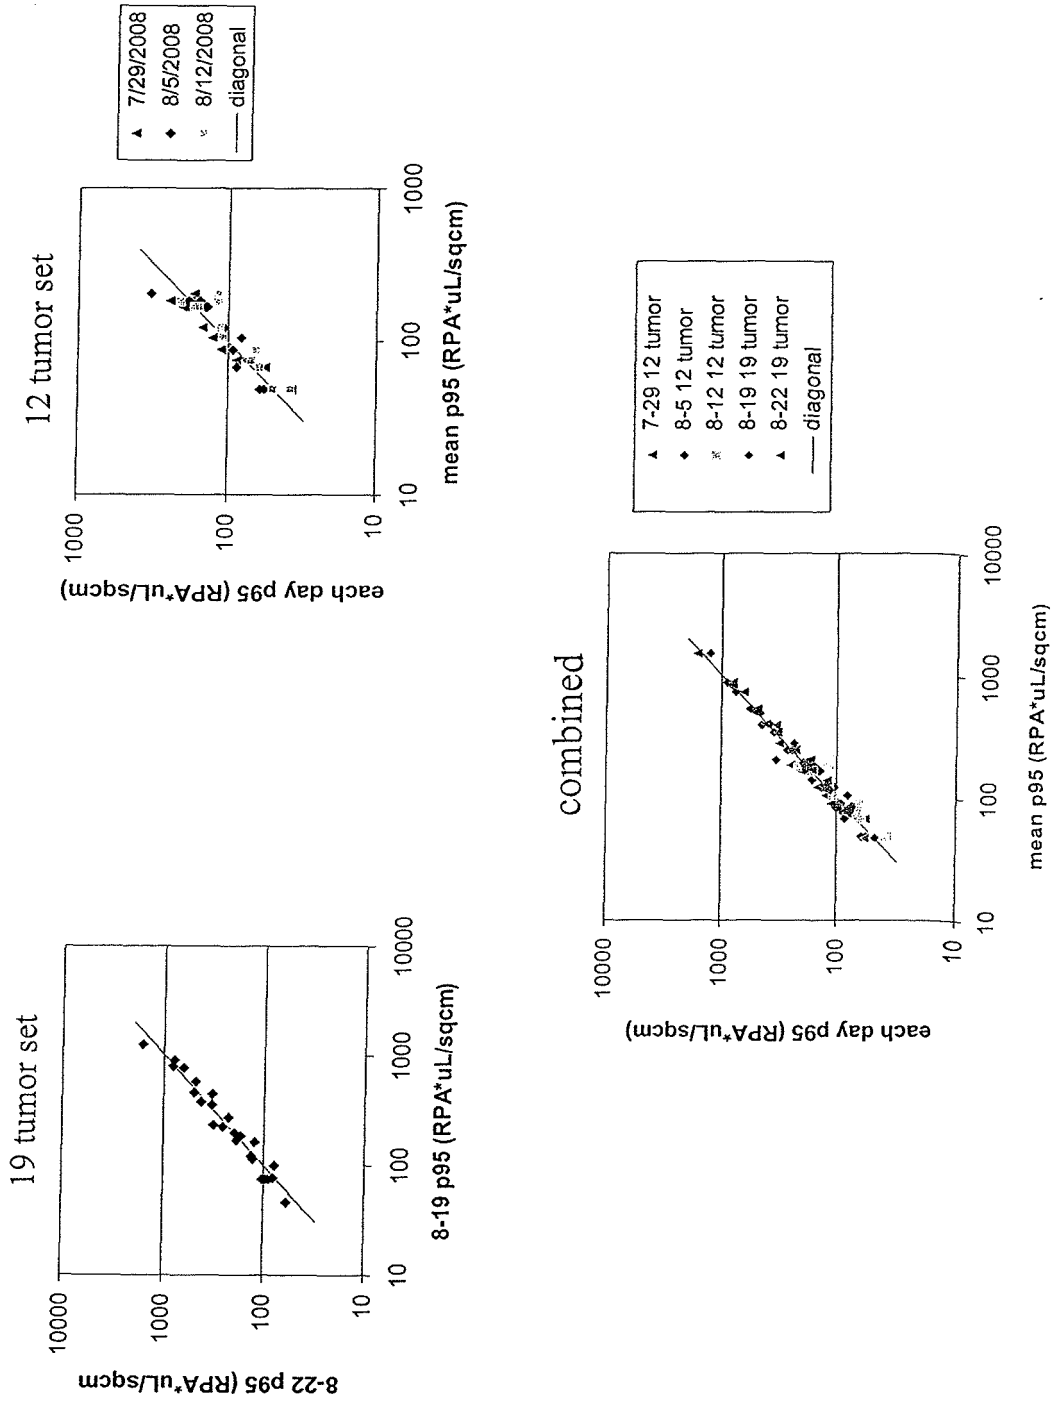 19 tumor set
10000
1000
100
10
10
100
1000
10000
8-22 p95 (RPA*uL/sqcm)
8-19 p95 (RPA*uL/sqcm)
12 tumor set
1000
100
10
10
100
1000
each day p95 (RPA*uL/sqcm)
mean p95 (RPA*uL/sqcm)
7/29/2008
8/5/2008
8/12/2008
diagonal
combined
10000
1000
100
10
10
100
1000
10000
each day p95 (RPA*uL/sqcm)
mean p95 (RPA*uL/sqcm)
7-29 12 tumor
8-5 12 tumor
8-12 12 tumor
8-19 19 tumor
8-22 19 tumor
diagonal